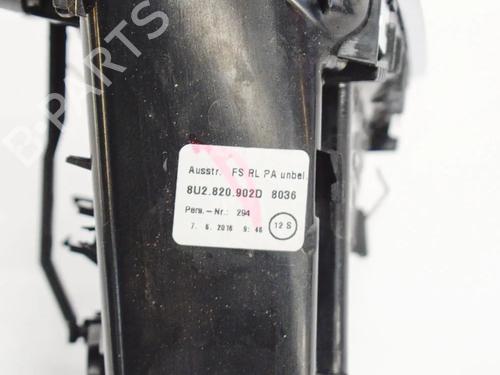 B-PARTS
Ausstr. FS RL PA unbel.
8U2.820.902D 8036
Pers.-Nr.: 294
7. 6. 2016 9:46 12 S